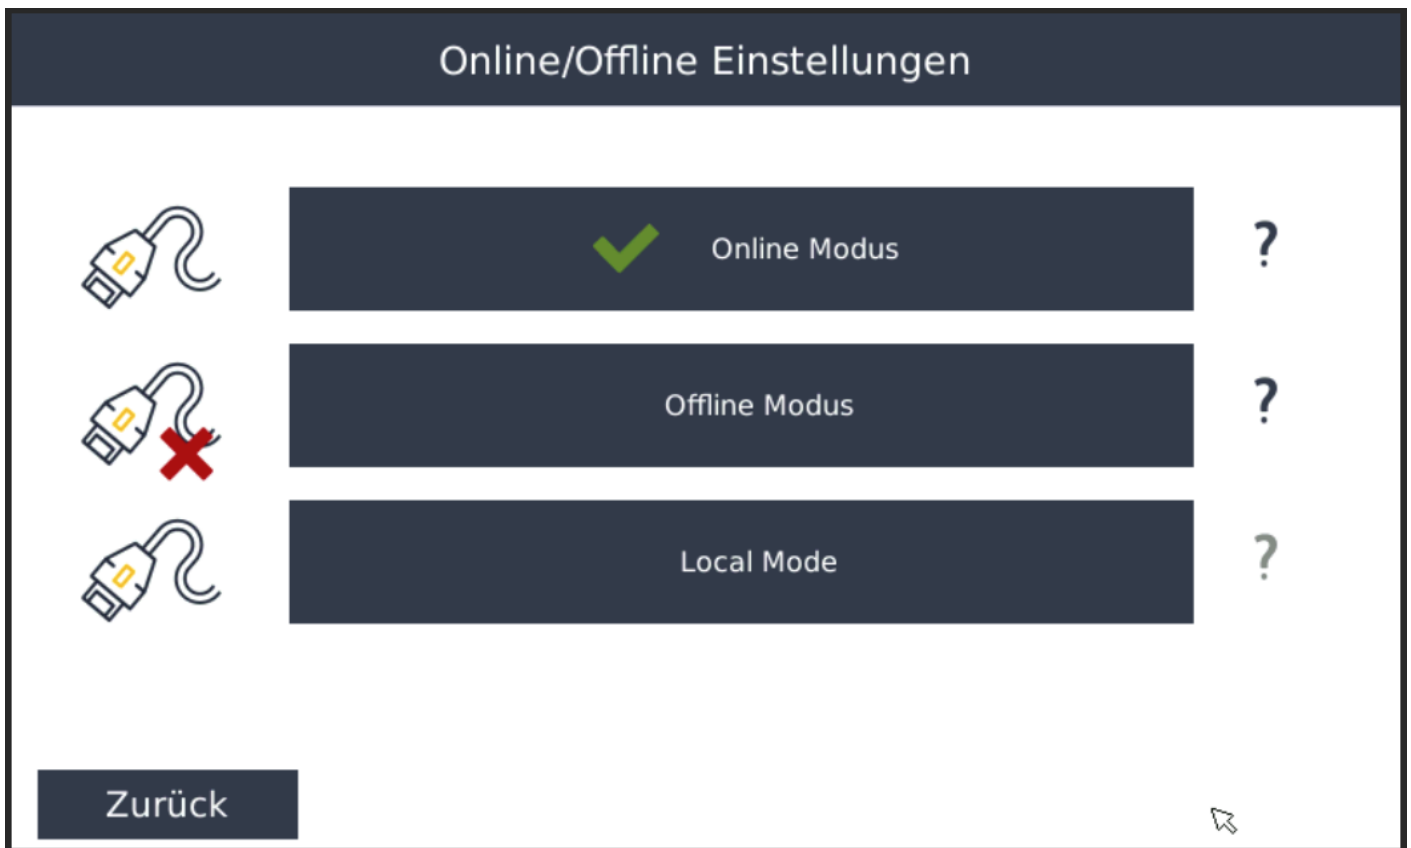 Online/Offline Einstellungen
Online Modus
?
Offline Modus
?
Local Mode
?
Zurück